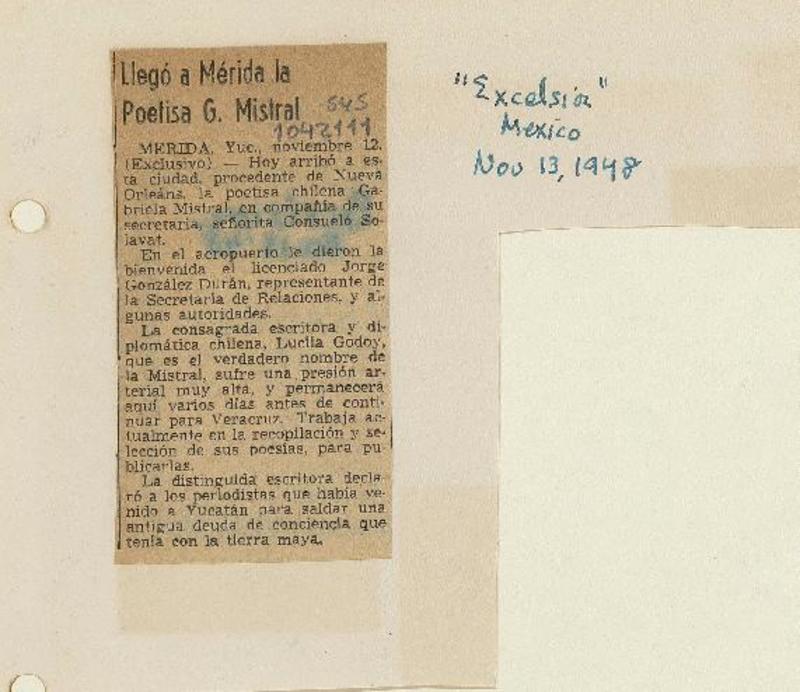 Llegó a Mérida la
Poetisa G. Mistral
545
1042111
MERIDA, Yuc., noviembre 12.
(Exclusivo) — Hoy arribó a es-
ta ciudad, procedente de Nueva
Orleáns, la poetisa chilena Ga-
briela Mistral, en compañía de su
secretaria, señorita Consuelo So-
lavat.
En el aeropuerto le dieron la
bienvenida el licenciado Jorge
González Durán, representante de
la Secretaría de Relaciones, y al-
gunas autoridades.
La consagrada escritora y di-
plomática chilena, Lucila Godoy,
que es el verdadero nombre de
la Mistral, sufre una presión ar-
terial muy alta, y permanecerá
aquí varios días antes de conti-
nuar para Veracruz. Trabaja ac-
tualmente en la recopilación y se-
lección de sus poesías, para pu-
blicarlas.
La distinguida escritora decla-
ró a los periodistas que había ve-
nido a Yucatán para saldar una
antigua deuda de conciencia que
tenía con la tierra maya.
"Excelsior"
Mexico
Nov 13, 1948